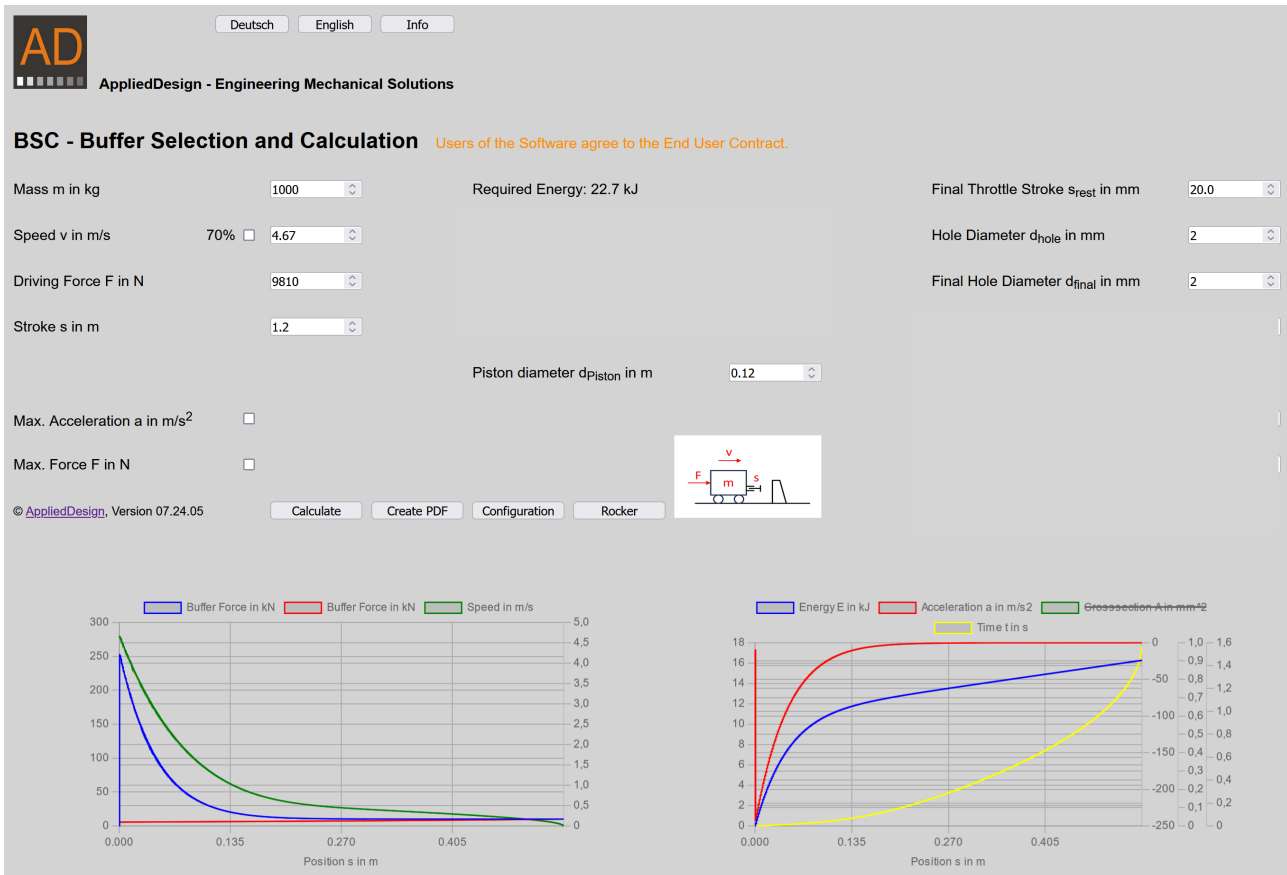 Deutsch English Info
AD
AppliedDesign - Engineering Mechanical Solutions
BSC - Buffer Selection and Calculation Users of the Software agree to the End User Contract.
Mass m in kg 1000 Required Energy: 22.7 kJ Final Throttle Stroke srest in mm 20.0
Speed v in m/s 70% 4.67 Hole Diameter dhole in mm 2
Driving Force F in N 9810 Final Hole Diameter dfinal in mm 2
Stroke s in m 1.2
Piston diameter dPiston in m 0.12
Max. Acceleration a in m/s2
Max. Force F in N
v
F m s
© AppliedDesign, Version 07.24.05 Calculate Create PDF Configuration Rocker
Buffer Force in kN Buffer Force in kN Speed in m/s
300 5,0
4,5
250 4,0
3,5
200 3,0
150 2,5
2,0
100 1,5
50 1,0
0,5
0 0
0.000 0.135 0.270 0.405
Position s in m
Energy E in kJ Acceleration a in m/s2 Grosssection A in mm^2
Time t in s
18 0 1,0 1,6
16 0,9 1,4
14 -50 0,8 1,2
12 -100 0,6 1,0
10 0,5 0,8
8 -150 0,4 0,6
6 0,3 0,4
4 -200 0,2
2 0,1 0,2
0 -250 0 0
0.000 0.135 0.270 0.405
Position s in m